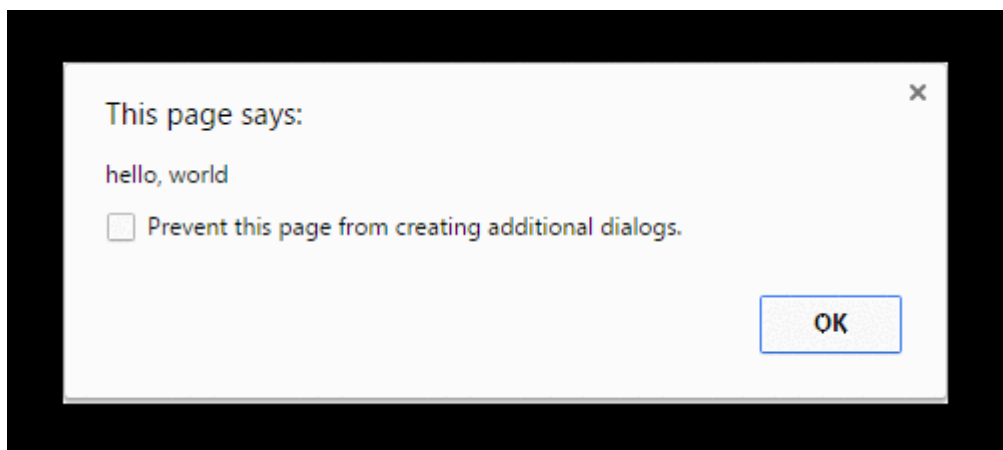 This page says:
hello, world
Prevent this page from creating additional dialogs.
OK